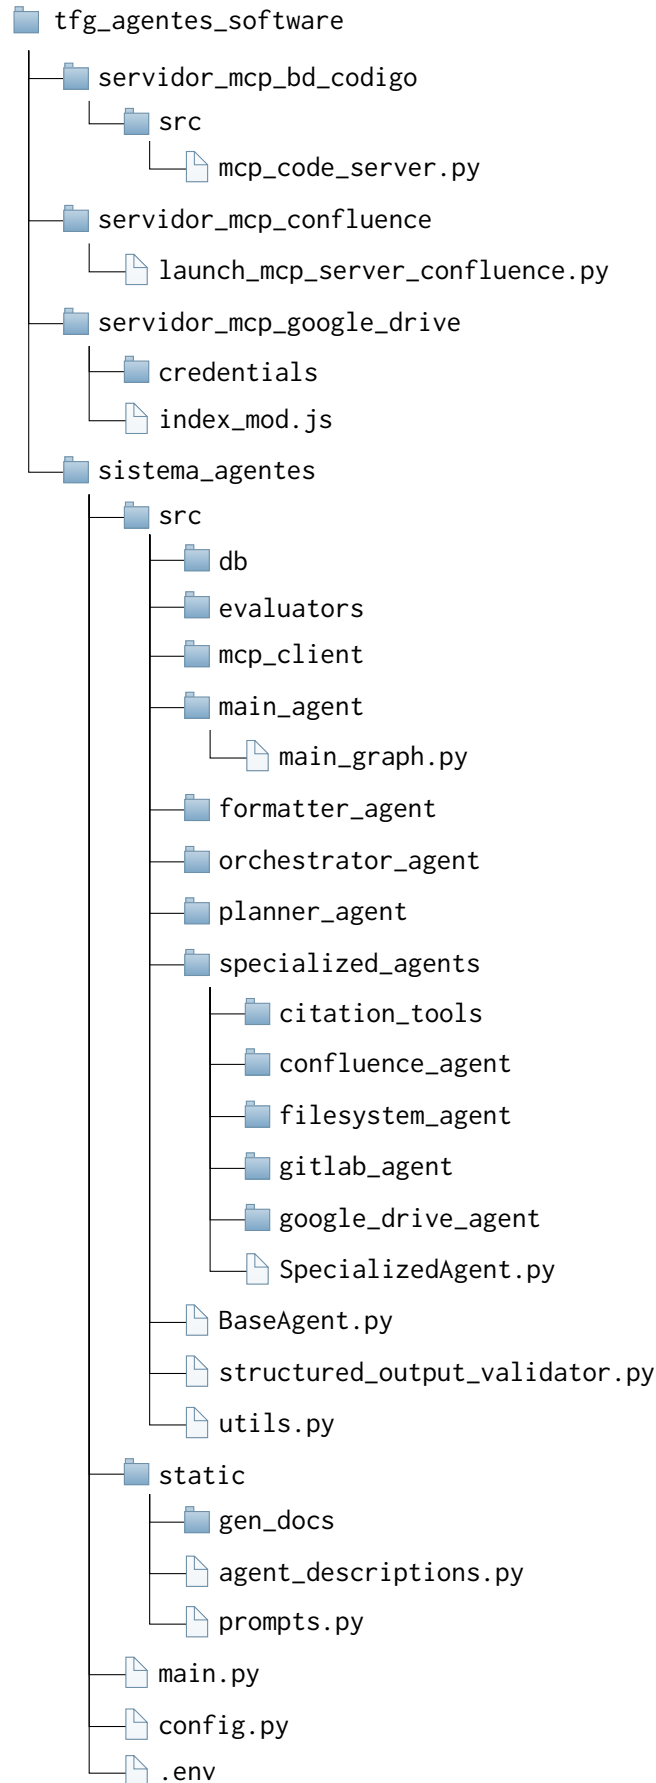 tfg_agentes_software
servidor_mcp_bd_codigo
src
mcp_code_server.py
servidor_mcp_confluence
launch_mcp_server_confluence.py
servidor_mcp_google_drive
credentials
index_mod.js
sistema_agentes
src
db
evaluators
mcp_client
main_agent
main_graph.py
formatter_agent
orchestrator_agent
planner_agent
specialized_agents
citation_tools
confluence_agent
filesystem_agent
gitlab_agent
google_drive_agent
SpecializedAgent.py
BaseAgent.py
structured_output_validator.py
utils.py
static
gen_docs
agent_descriptions.py
prompts.py
main.py
config.py
.env